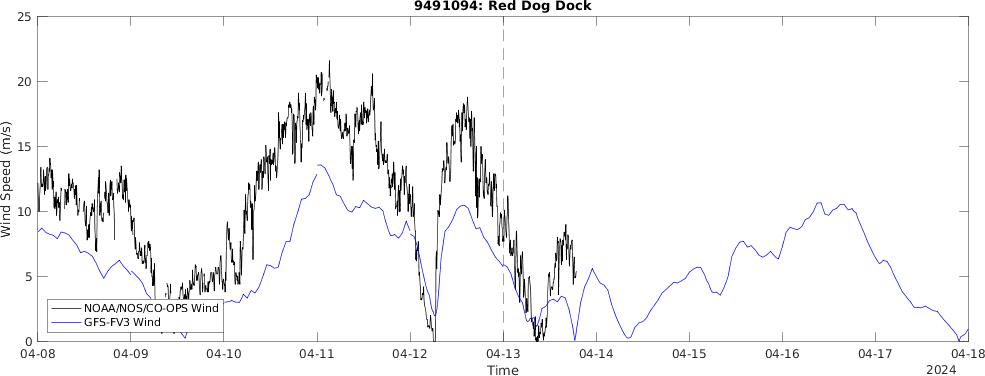 9491094: Red Dog Dock
25
20
15
10
5
0
Wind Speed (m/s)
NOAA/NOS/CO-OPS Wind
GFS-FV3 Wind
04-08 04-09 04-10 04-11 04-12 04-13 04-14 04-15 04-16 04-17 04-18
Time
2024